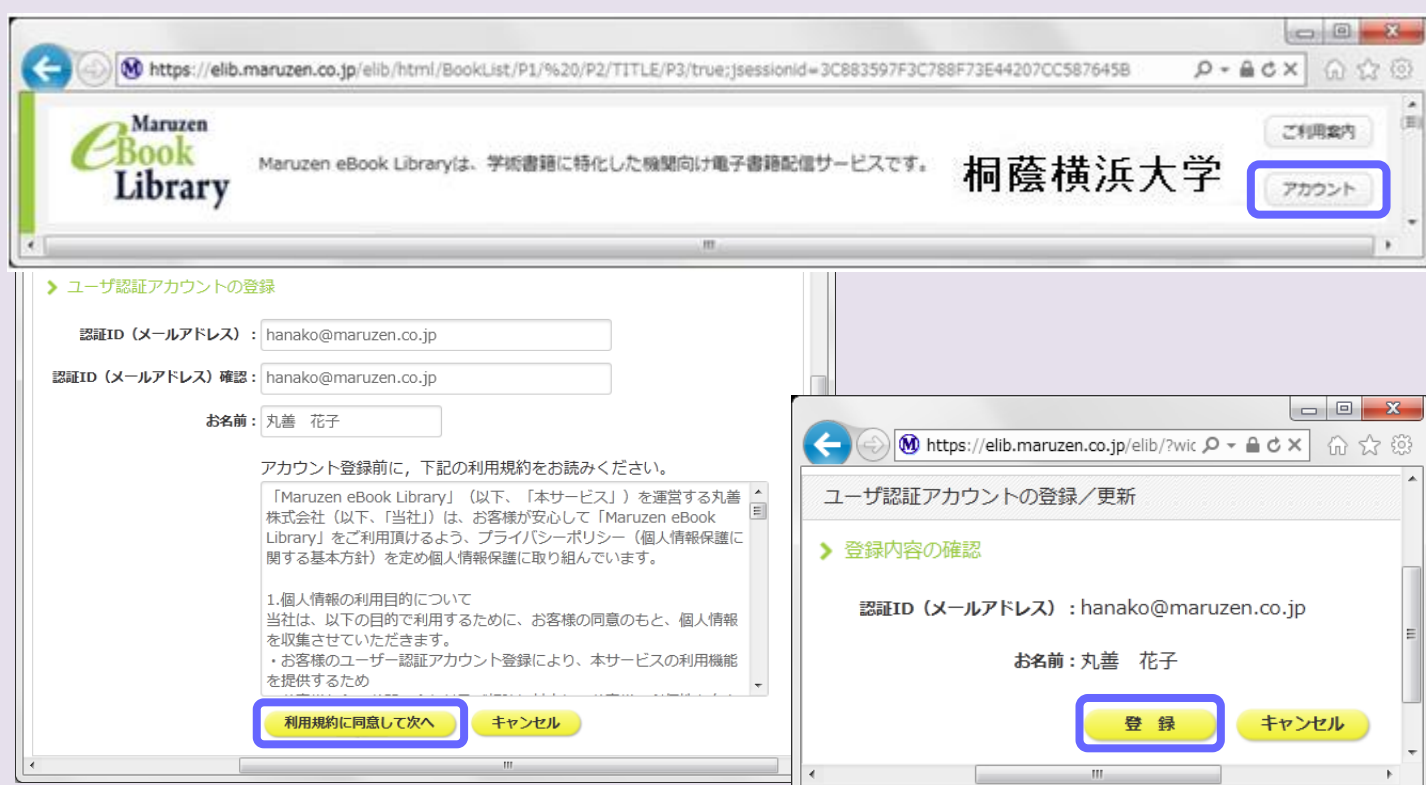 https://elib.maruzen.co.jp/elib/html/BookList/P1/%20/P2/TITLE/P3/true;jsessionid=3C883597F3C788F73E44207CC587645B
Maruzen
eBook
Library
Maruzen eBook Libraryは、学術書籍に特化した機関向け電子書籍配信サービスです。
桐蔭横浜大学
ご利用案内
アカウント
ユーザ認証アカウントの登録
認証ID（メールアドレス）：hanako@maruzen.co.jp
認証ID（メールアドレス）確認：hanako@maruzen.co.jp
お名前：丸善　花子
アカウント登録前に，下記の利用規約をお読みください。
「Maruzen eBook Library」（以下、「本サービス」）を運営する丸善
株式会社（以下、「当社」）は、お客様が安心して「Maruzen eBook
Library」をご利用頂けるよう、プライバシーポリシー（個人情報保護に
関する基本方針）を定め個人情報保護に取り組んでいます。
1.個人情報の利用目的について
当社は、以下の目的で利用するために、お客様の同意のもと、個人情報
を収集させていただきます。
・お客様のユーザー認証アカウント登録により、本サービスの利用機能
を提供するため
利用規約に同意して次へ
キャンセル
https://elib.maruzen.co.jp/elib/?wic
ユーザ認証アカウントの登録／更新
登録内容の確認
認証ID（メールアドレス）：hanako@maruzen.co.jp
お名前：丸善　花子
登　録
キャンセル